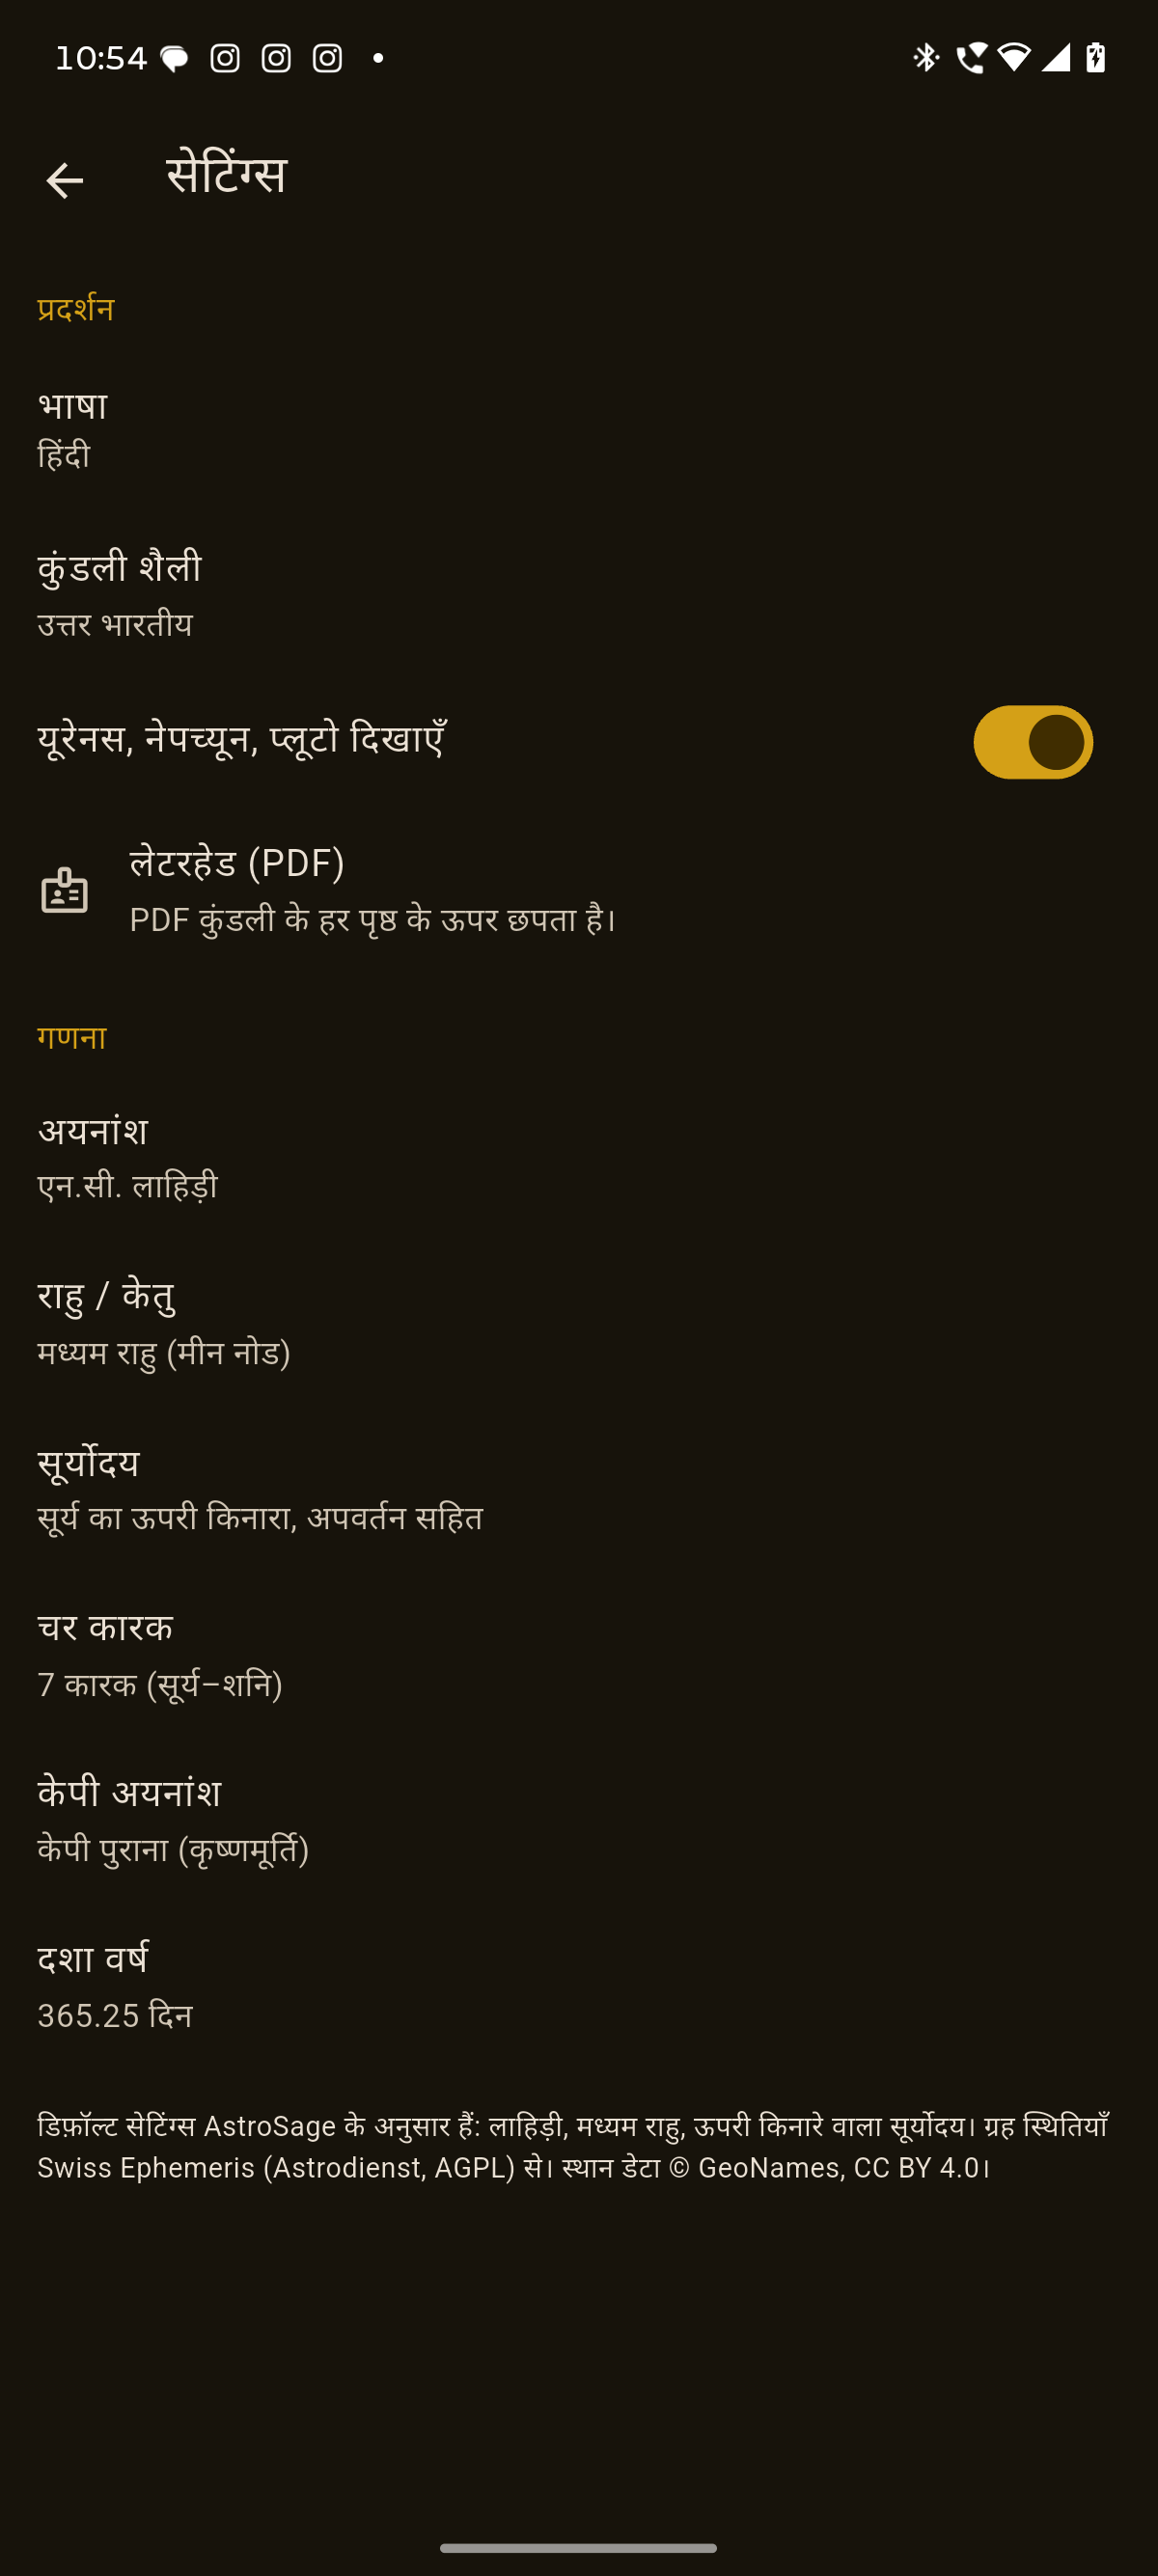 10:54
सेटिंग्स
प्रदर्शन
भाषा
हिंदी
कुंडली शैली
उत्तर भारतीय
यूरेनस, नेपच्यून, प्लूटो दिखाएँ
लेटरहेड (PDF)
PDF कुंडली के हर पृष्ठ के ऊपर छपता है।
गणना
अयनांश
एन.सी. लाहिड़ी
राहु / केतु
मध्यम राहु (मीन नोड)
सूर्योदय
सूर्य का ऊपरी किनारा, अपवर्तन सहित
चर कारक
7 कारक (सूर्य–शनि)
केपी अयनांश
केपी पुराना (कृष्णमूर्ति)
दशा वर्ष
365.25 दिन
डिफ़ॉल्ट सेटिंग्स AstroSage के अनुसार हैं: लाहिड़ी, मध्यम राहु, ऊपरी किनारे वाला सूर्योदय। ग्रह स्थितियाँ
Swiss Ephemeris (Astrodienst, AGPL) से। स्थान डेटा © GeoNames, CC BY 4.0।